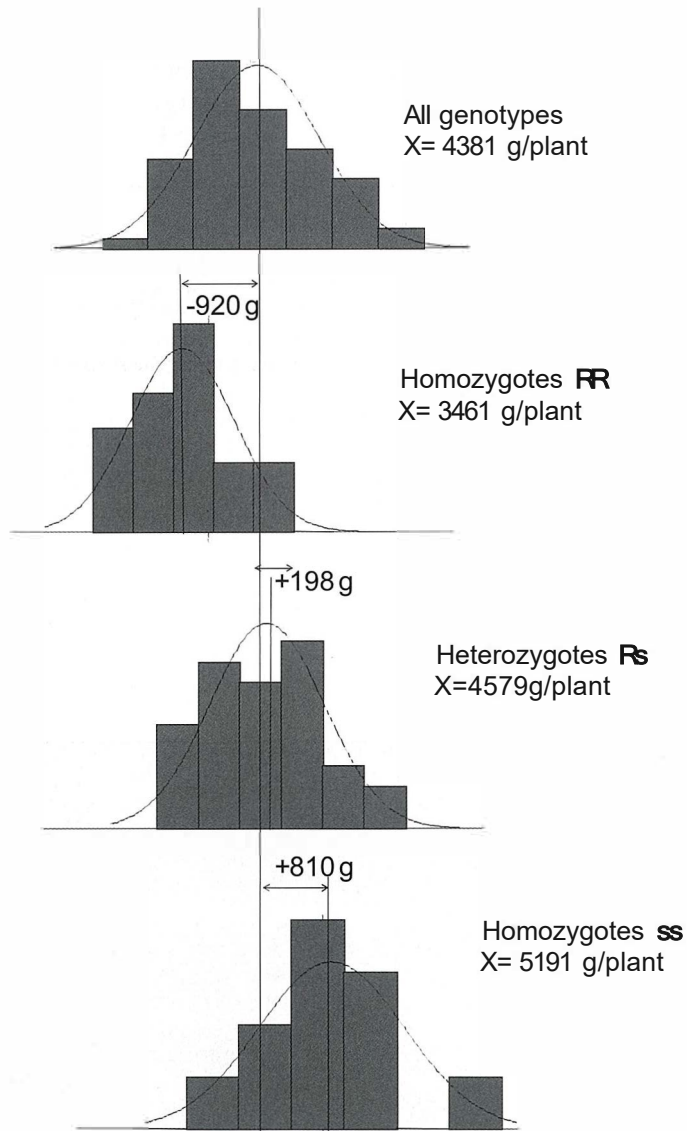 All genotypes
X= 4381 g/plant
-920 g
Homozygotes RR
X= 3461 g/plant
+198 g
Heterozygotes Rs
X=4579g/plant
+810 g
Homozygotes ss
X= 5191 g/plant